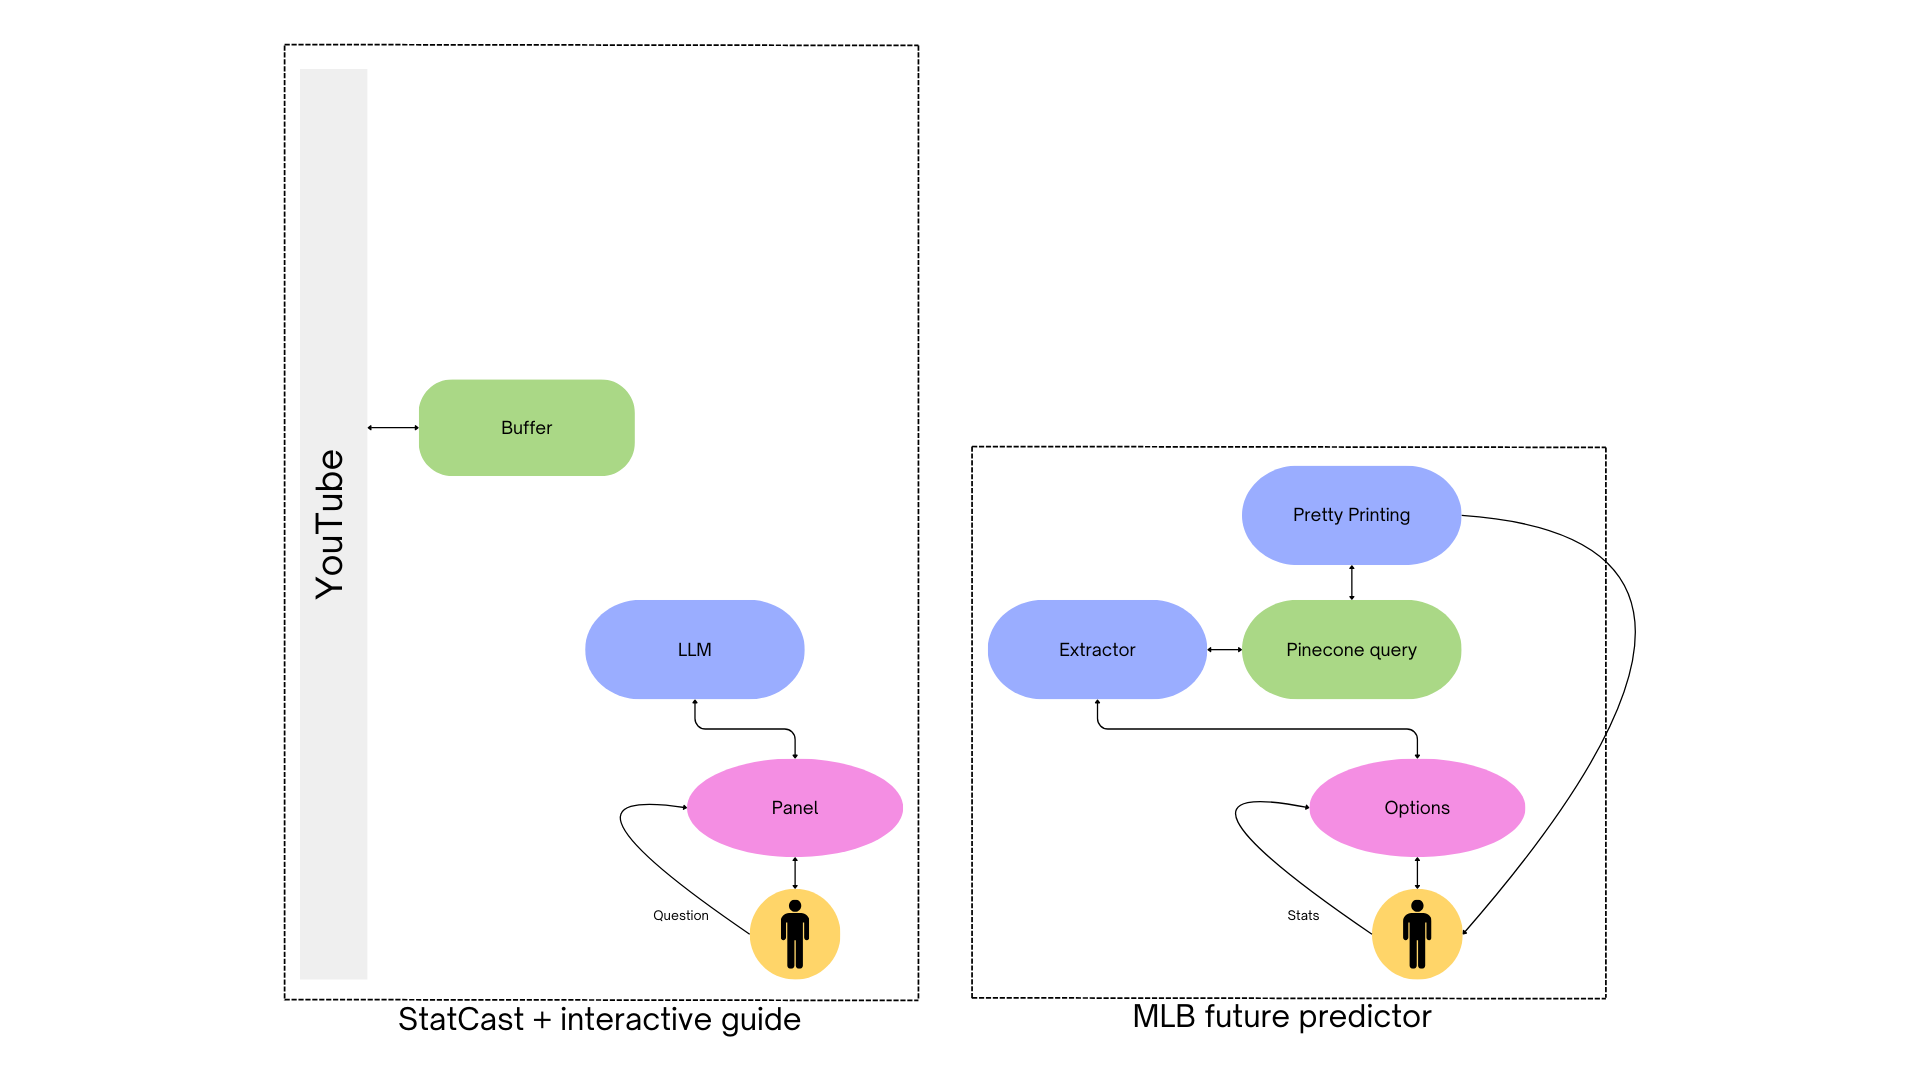 YouTube
Buffer
LLM
Panel
Question
StatCast + interactive guide
Pretty Printing
Extractor
Pinecone query
Options
Stats
MLB future predictor